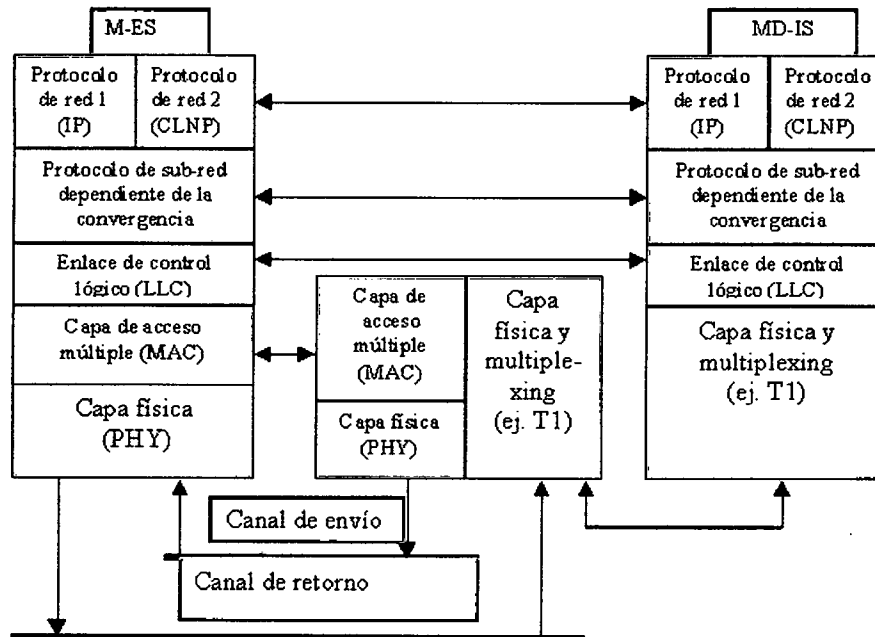 M-ES
MD-IS
Protocolo
de red 1
(IP)
Protocolo
de red 2
(CLNP)
Protocolo
de red 1
(IP)
Protocolo
de red 2
(CLNP)
Protocolo de sub-red
dependiente de la
convergencia
Protocolo de sub-red
dependiente de la
convergencia
Enlace de control
lógico (LLC)
Enlace de control
lógico (LLC)
Capa de acceso
múltiple (MAC)
Capa física
(PHY)
Capa de
acceso
múltiple
(MAC)
Capa física
(PHY)
Capa
física y
multiple-
xing
(ej. T1)
Capa física y
multiplexing
(ej. T1)
Canal de envío
Canal de retorno